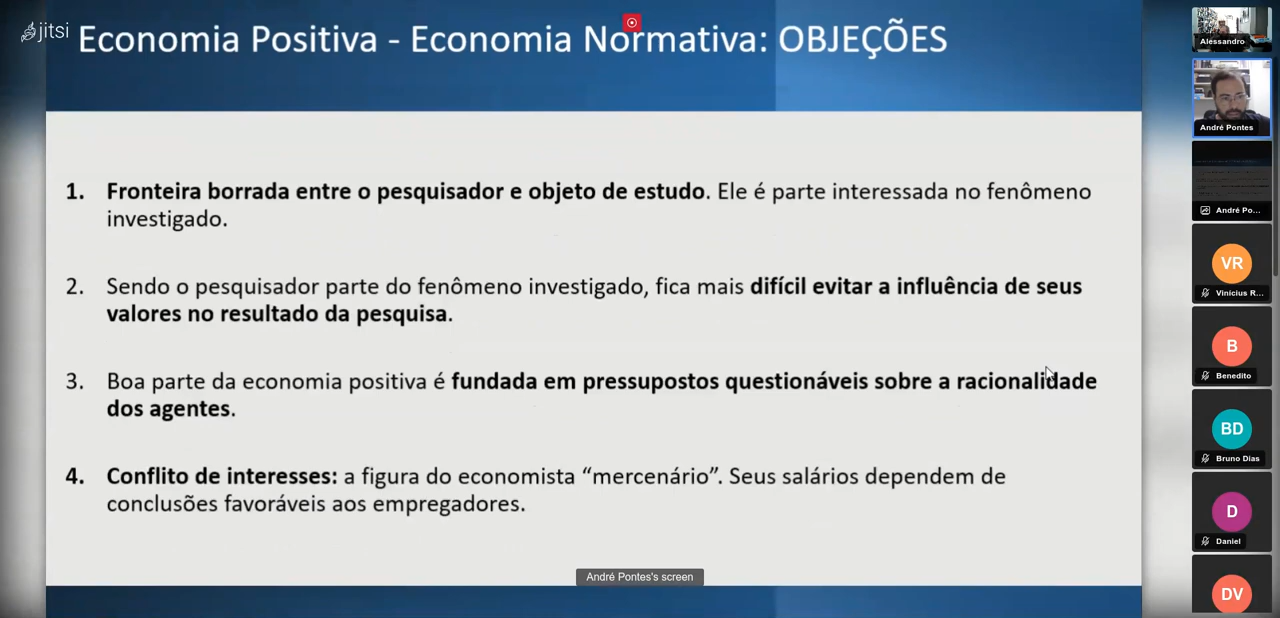 jitsi
Economia Positiva - Economia Normativa: OBJEÇÕES
1. Fronteira borrada entre o pesquisador e objeto de estudo. Ele é parte interessada no fenômeno
investigado.
2. Sendo o pesquisador parte do fenômeno investigado, fica mais difícil evitar a influência de seus
valores no resultado da pesquisa.
3. Boa parte da economia positiva é fundada em pressupostos questionáveis sobre a racionalidade
dos agentes.
4. Conflito de interesses: a figura do economista “mercenário”. Seus salários dependem de
conclusões favoráveis aos empregadores.
André Pontes's screen
Alessandro
André Pontes
André Po...
VR
Vinícius R...
B
Benedito
BD
Bruno Dias
D
Daniel
DV